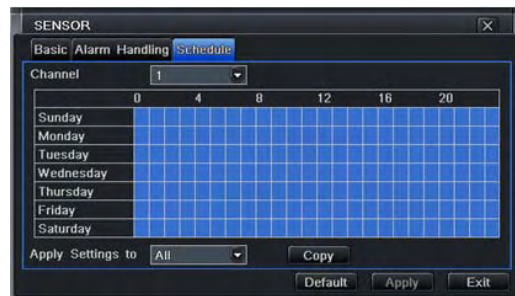 SENSOR X
Basic Alarm Handling Schedule
Channel 1
0 4 8 12 16 20
Sunday
Monday
Tuesday
Wednesday
Thursday
Friday
Saturday
Apply Settings to All Copy
Default Apply Exit